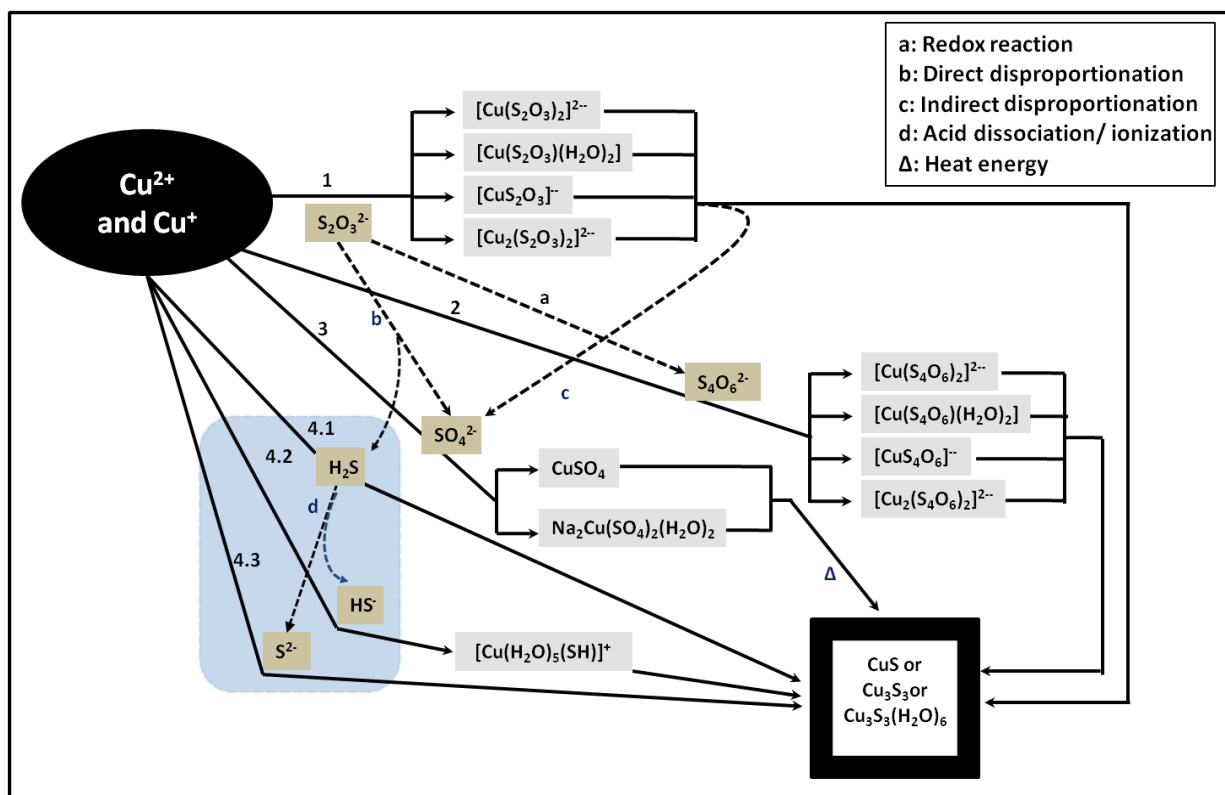 a: Redox reaction
b: Direct disproportionation
c: Indirect disproportionation
d: Acid dissociation/ ionization
Δ: Heat energy
Cu²⁺
and Cu⁺
1
[Cu(S₂O₃)₂]²⁻⁻
[Cu(S₂O₃)(H₂O)₂]
[CuS₂O₃]⁻⁻
[Cu₂(S₂O₃)₂]²⁻⁻
S₂O₃²⁻
a
2
b
3
c
S₄O₆²⁻
[Cu(S₄O₆)₂]²⁻⁻
[Cu(S₄O₆)(H₂O)₂]
[CuS₄O₆]⁻⁻
[Cu₂(S₄O₆)₂]²⁻⁻
SO₄²⁻
4.1
4.2
H₂S
CuSO₄
Na₂Cu(SO₄)₂(H₂O)₂
d
4.3
Δ
HS⁻
S²⁻
[Cu(H₂O)₅(SH)]⁺
CuS or
Cu₃S₃or
Cu₃S₃(H₂O)₆